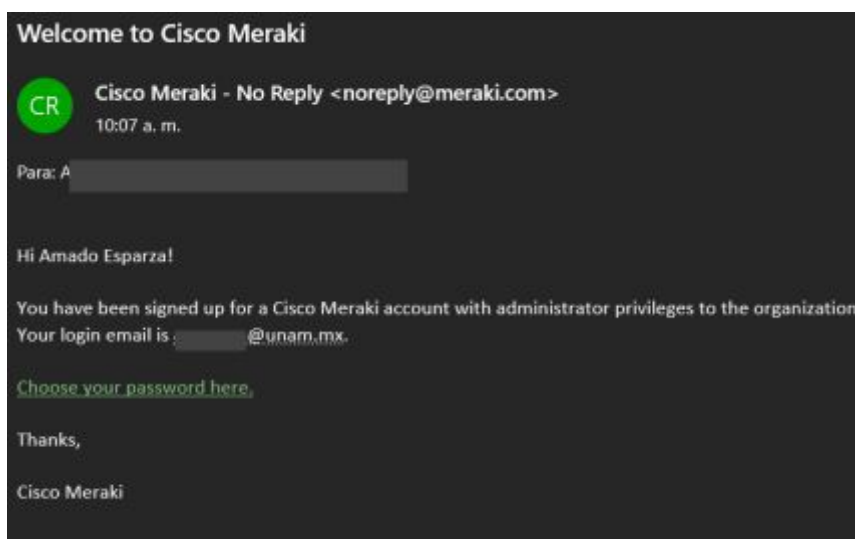 Welcome to Cisco Meraki
CR
Cisco Meraki - No Reply <noreply@meraki.com>
10:07 a. m.
Para: A
Hi Amado Esparza!
You have been signed up for a Cisco Meraki account with administrator privileges to the organization
Your login email is @unam.mx.
Choose your password here.
Thanks,
Cisco Meraki